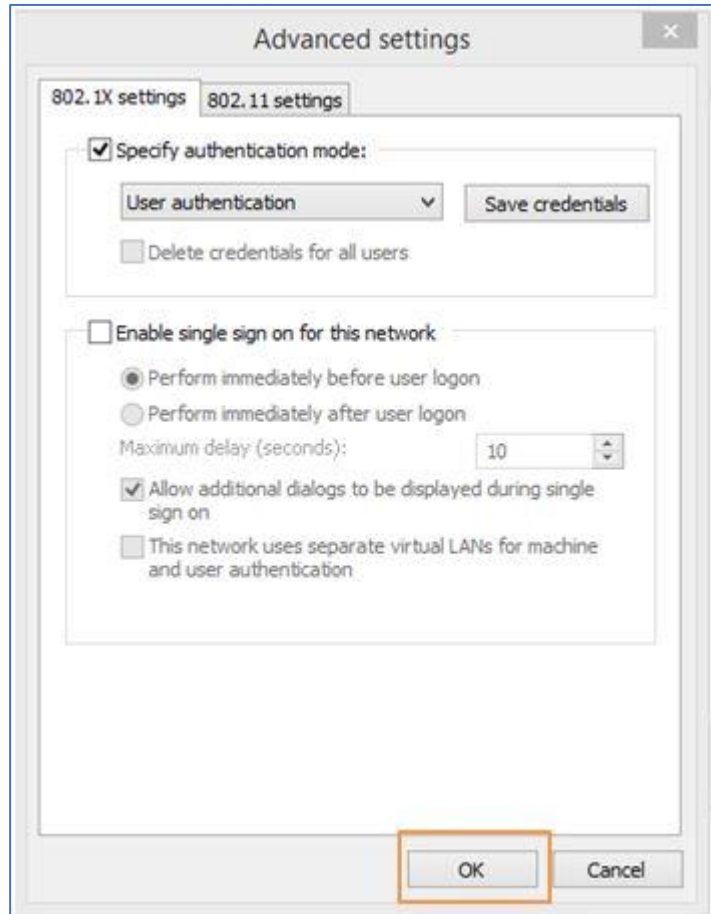 Advanced settings
802.1X settings
802.11 settings
Specify authentication mode:
User authentication
Save credentials
Delete credentials for all users
Enable single sign on for this network
Perform immediately before user logon
Perform immediately after user logon
Maximum delay (seconds):
10
Allow additional dialogs to be displayed during single
sign on
This network uses separate virtual LANs for machine
and user authentication
OK
Cancel